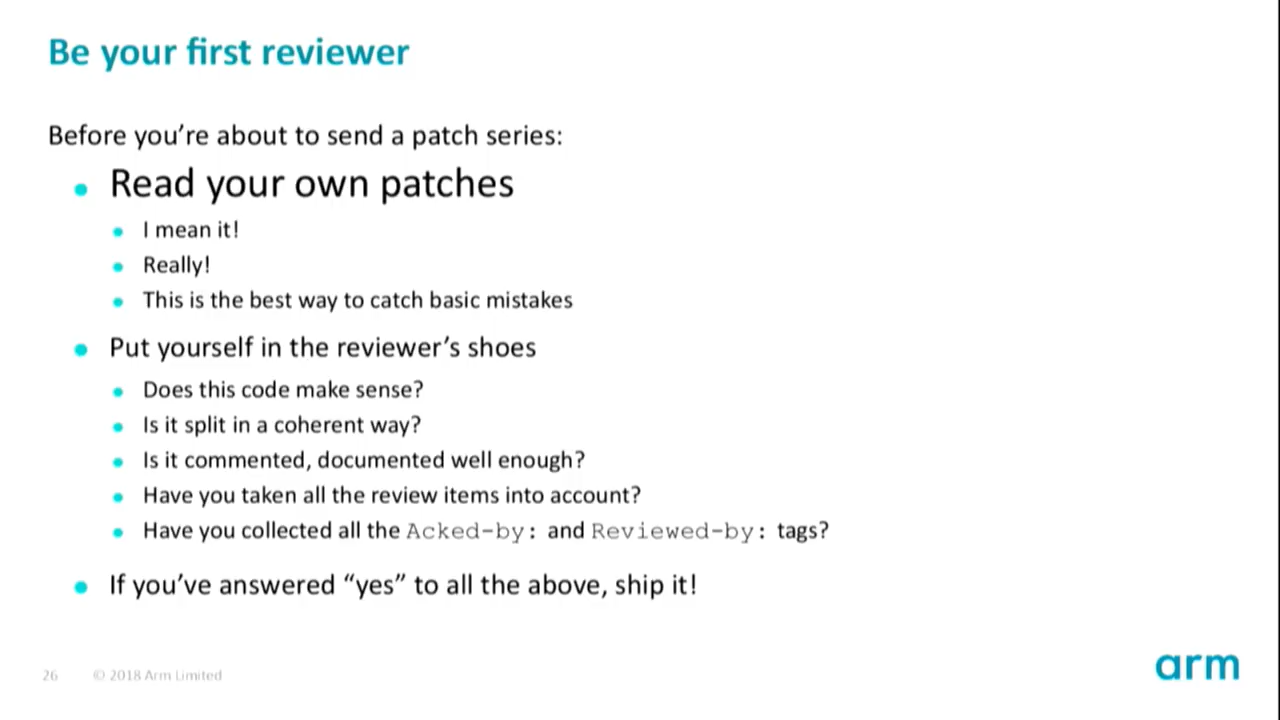 Be your first reviewer
Before you’re about to send a patch series:
Read your own patches
I mean it!
Really!
This is the best way to catch basic mistakes
Put yourself in the reviewer’s shoes
Does this code make sense?
Is it split in a coherent way?
Is it commented, documented well enough?
Have you taken all the review items into account?
Have you collected all the Acked-by: and Reviewed-by: tags?
If you’ve answered “yes” to all the above, ship it!
26 © 2018 Arm Limited
arm